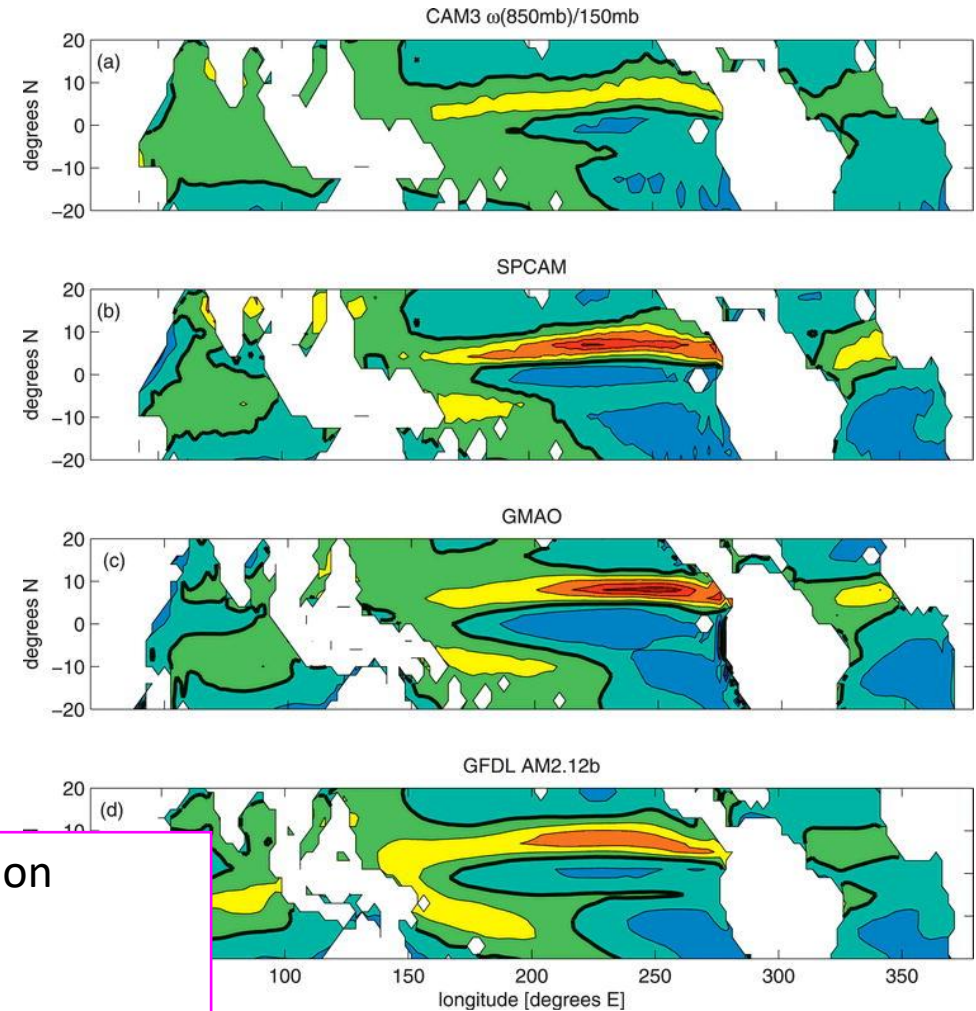 CAM3 ω(850mb)/150mb
(a)
degrees N
20
10
0
−10
−20
SPCAM
(b)
degrees N
20
10
0
−10
−20
GMAO
(c)
degrees N
20
10
0
−10
−20
GFDL AM2.12b
(d)
20
on
100 150 200 250 300 350
longitude [degrees E]